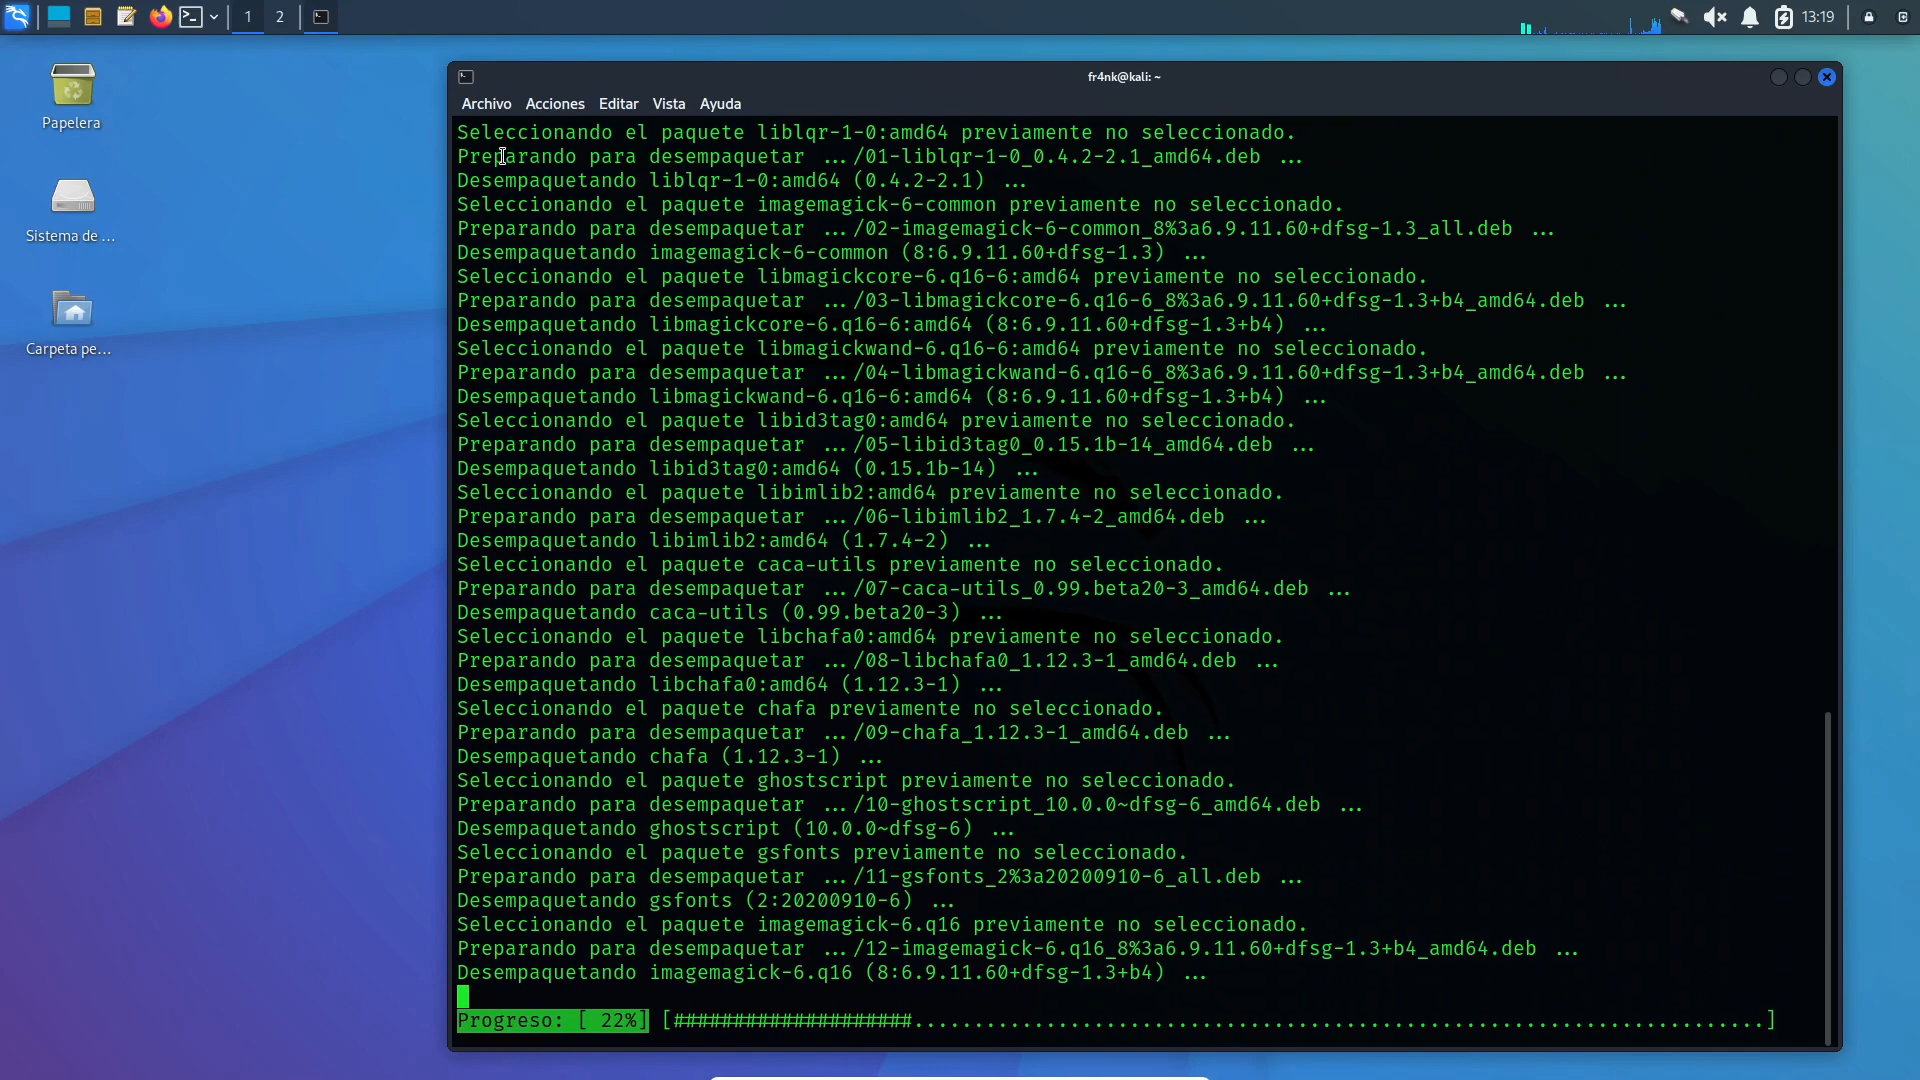 1 2 13:19
fr4nk@kali: ~
Archivo Acciones Editar Vista Ayuda
Papelera
Sistema de ...
Carpeta pe...
Seleccionando el paquete liblqr-1-0:amd64 previamente no seleccionado.
Preparando para desempaquetar .../01-liblqr-1-0_0.4.2-2.1_amd64.deb ...
Desempaquetando liblqr-1-0:amd64 (0.4.2-2.1) ...
Seleccionando el paquete imagemagick-6-common previamente no seleccionado.
Preparando para desempaquetar .../02-imagemagick-6-common_8%3a6.9.11.60+dfsg-1.3_all.deb ...
Desempaquetando imagemagick-6-common (8:6.9.11.60+dfsg-1.3) ...
Seleccionando el paquete libmagickcore-6.q16-6:amd64 previamente no seleccionado.
Preparando para desempaquetar .../03-libmagickcore-6.q16-6_8%3a6.9.11.60+dfsg-1.3+b4_amd64.deb ...
Desempaquetando libmagickcore-6.q16-6:amd64 (8:6.9.11.60+dfsg-1.3+b4) ...
Seleccionando el paquete libmagickwand-6.q16-6:amd64 previamente no seleccionado.
Preparando para desempaquetar .../04-libmagickwand-6.q16-6_8%3a6.9.11.60+dfsg-1.3+b4_amd64.deb ...
Desempaquetando libmagickwand-6.q16-6:amd64 (8:6.9.11.60+dfsg-1.3+b4) ...
Seleccionando el paquete libid3tag0:amd64 previamente no seleccionado.
Preparando para desempaquetar .../05-libid3tag0_0.15.1b-14_amd64.deb ...
Desempaquetando libid3tag0:amd64 (0.15.1b-14) ...
Seleccionando el paquete libimlib2:amd64 previamente no seleccionado.
Preparando para desempaquetar .../06-libimlib2_1.7.4-2_amd64.deb ...
Desempaquetando libimlib2:amd64 (1.7.4-2) ...
Seleccionando el paquete caca-utils previamente no seleccionado.
Preparando para desempaquetar .../07-caca-utils_0.99.beta20-3_amd64.deb ...
Desempaquetando caca-utils (0.99.beta20-3) ...
Seleccionando el paquete libchafa0:amd64 previamente no seleccionado.
Preparando para desempaquetar .../08-libchafa0_1.12.3-1_amd64.deb ...
Desempaquetando libchafa0:amd64 (1.12.3-1) ...
Seleccionando el paquete chafa previamente no seleccionado.
Preparando para desempaquetar .../09-chafa_1.12.3-1_amd64.deb ...
Desempaquetando chafa (1.12.3-1) ...
Seleccionando el paquete ghostscript previamente no seleccionado.
Preparando para desempaquetar .../10-ghostscript_10.0.0~dfsg-6_amd64.deb ...
Desempaquetando ghostscript (10.0.0~dfsg-6) ...
Seleccionando el paquete gsfonts previamente no seleccionado.
Preparando para desempaquetar .../11-gsfonts_2%3a20200910-6_all.deb ...
Desempaquetando gsfonts (2:20200910-6) ...
Seleccionando el paquete imagemagick-6.q16 previamente no seleccionado.
Preparando para desempaquetar .../12-imagemagick-6.q16_8%3a6.9.11.60+dfsg-1.3+b4_amd64.deb ...
Desempaquetando imagemagick-6.q16 (8:6.9.11.60+dfsg-1.3+b4) ...
Progreso: [ 22%] [####################.......................................................................]